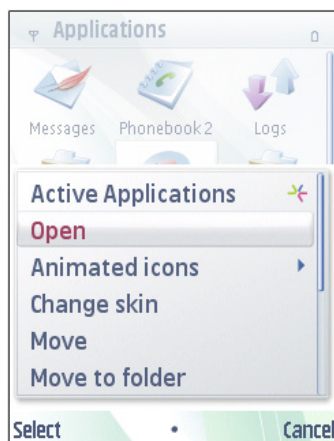 Applications
Messages Phonebook 2 Logs
Active Applications
Open
Animated icons
Change skin
Move
Move to folder
Select Cancel